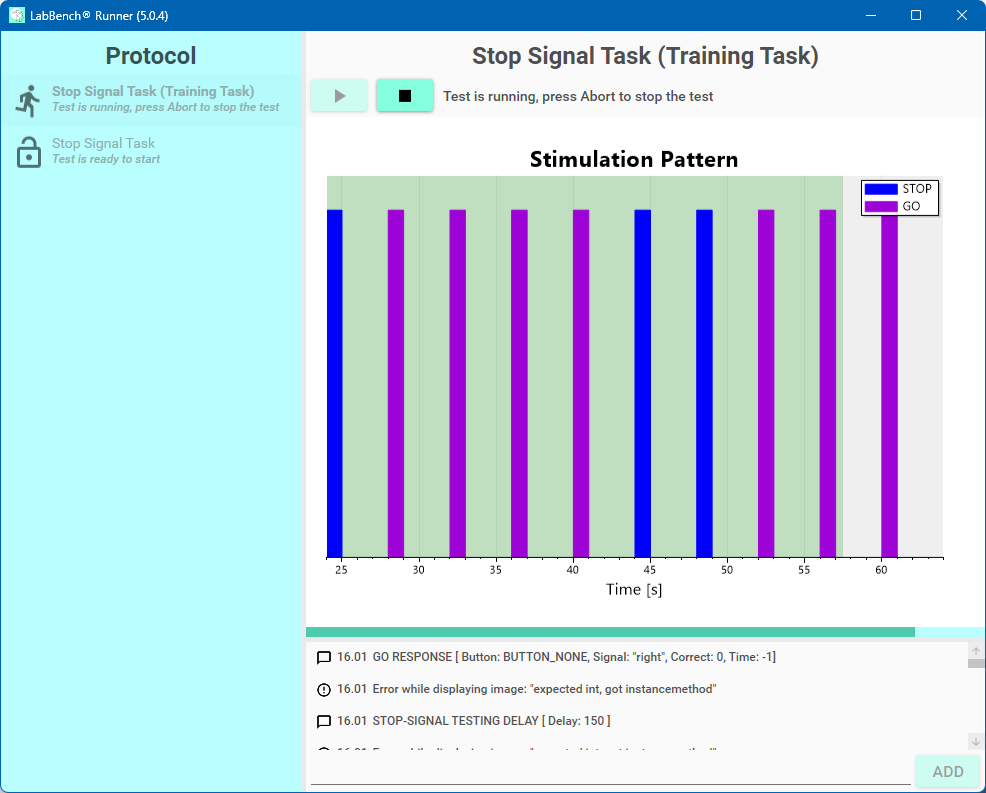 LabBench® Runner (5.0.4)
Protocol
Stop Signal Task (Training Task)
Test is running, press Abort to stop the test
Stop Signal Task
Test is ready to start
Stop Signal Task (Training Task)
Test is running, press Abort to stop the test
Stimulation Pattern
STOP
GO
25 30 35 40 45 50 55 60
Time [s]
16.01 GO RESPONSE [ Button: BUTTON_NONE, Signal: "right", Correct: 0, Time: -1]
16.01 Error while displaying image: "expected int, got instancemethod"
16.01 STOP-SIGNAL TESTING DELAY [ Delay: 150 ]
ADD